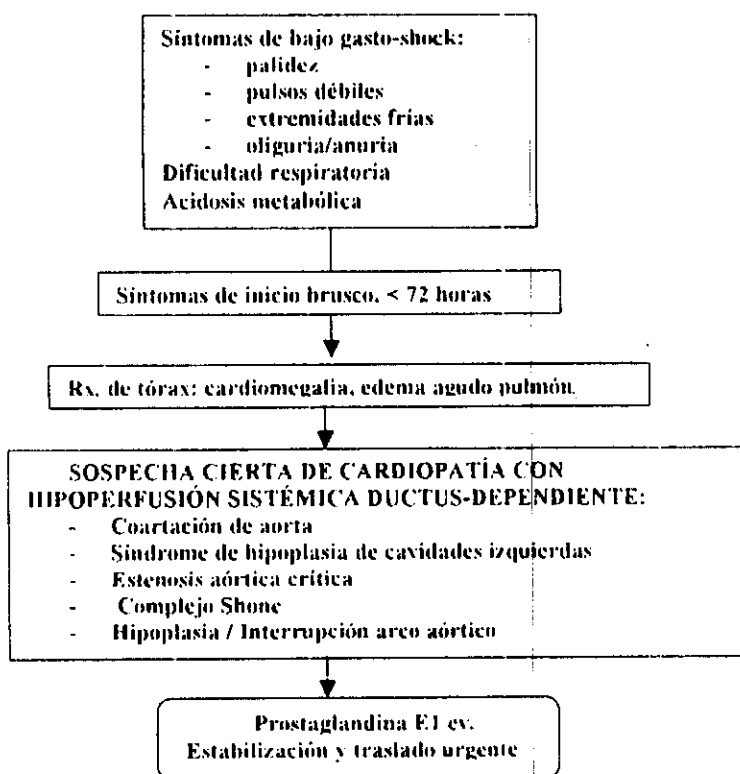 Síntomas de bajo gasto-shock:
- palidez
- pulsos débiles
- extremidades frías
- oliguria/anuria
Dificultad respiratoria
Acidosis metabólica
Síntomas de inicio brusco. < 72 horas
Rx. de tórax: cardiomegalia, edema agudo pulmón.
SOSPECHA CIERTA DE CARDIOPATÍA CON
HIPOPERFUSIÓN SISTÉMICA DUCTUS-DEPENDIENTE:
- Coartación de aorta
- Síndrome de hipoplasia de cavidades izquierdas
- Estenosis aórtica crítica
- Complejo Shone
- Hipoplasia / Interrupción arco aórtico
Prostaglandina E1 ev.
Estabilización y traslado urgente